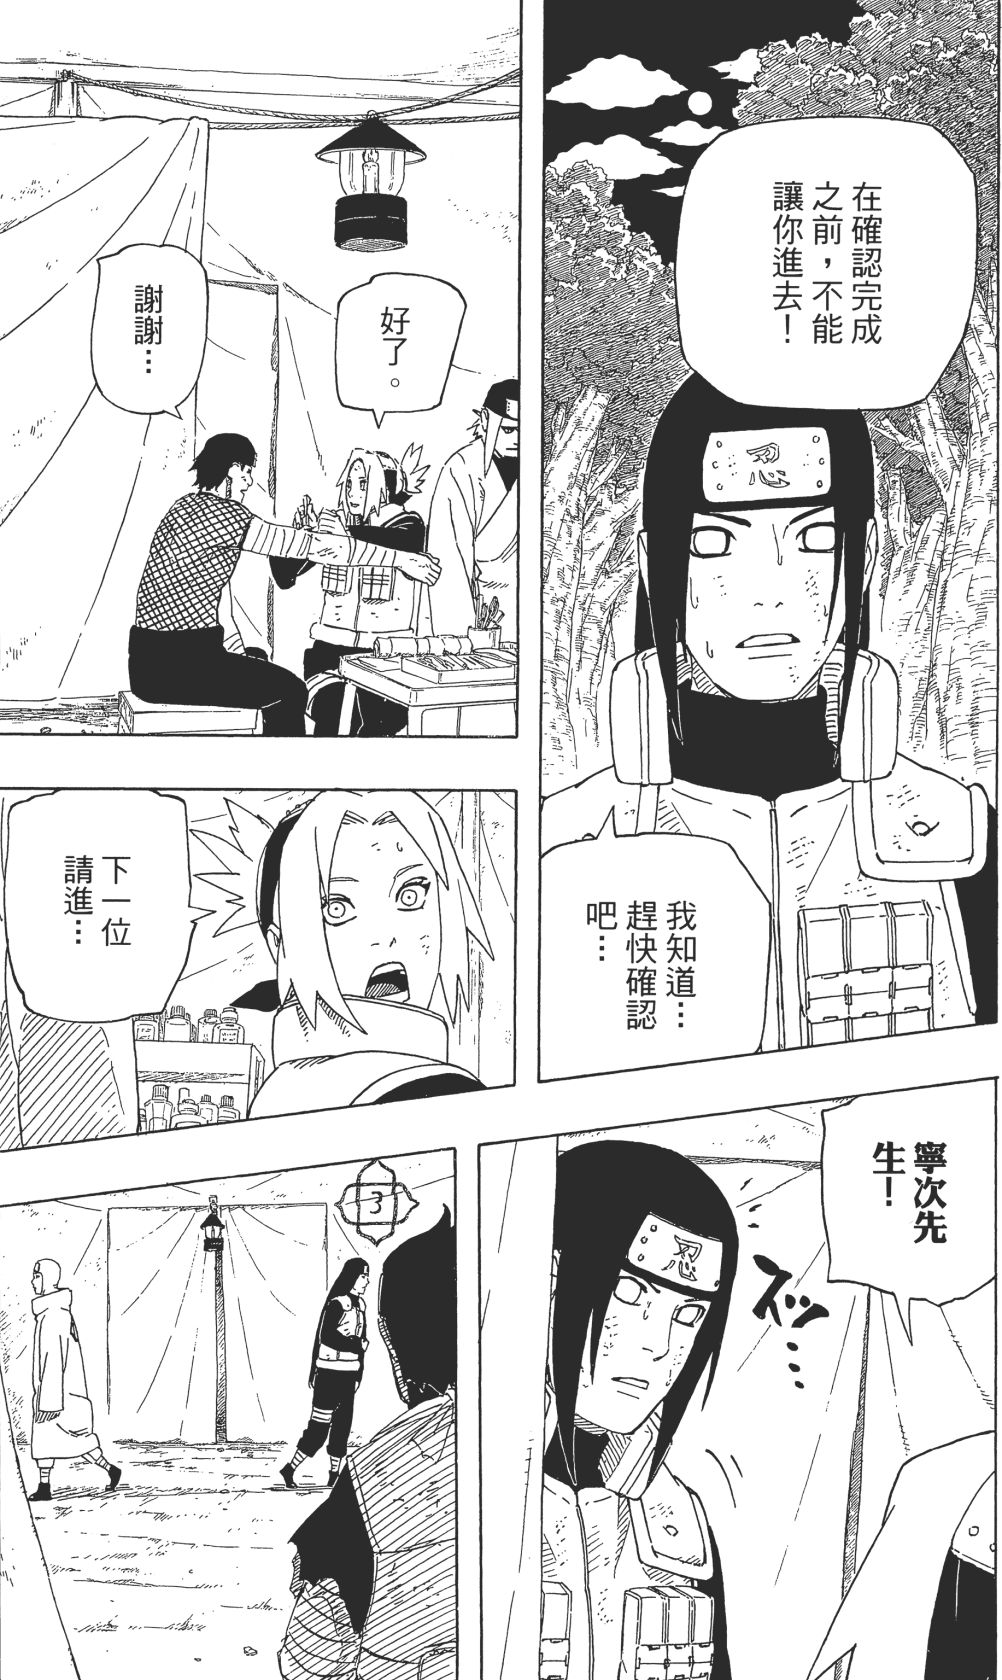 在確認完成
之前，不能
讓你進去！
忍
我知道…
趕快確認
吧…
好了。
謝謝…
下一位
請進…
寧次先
生！
忍
ズッ…
3